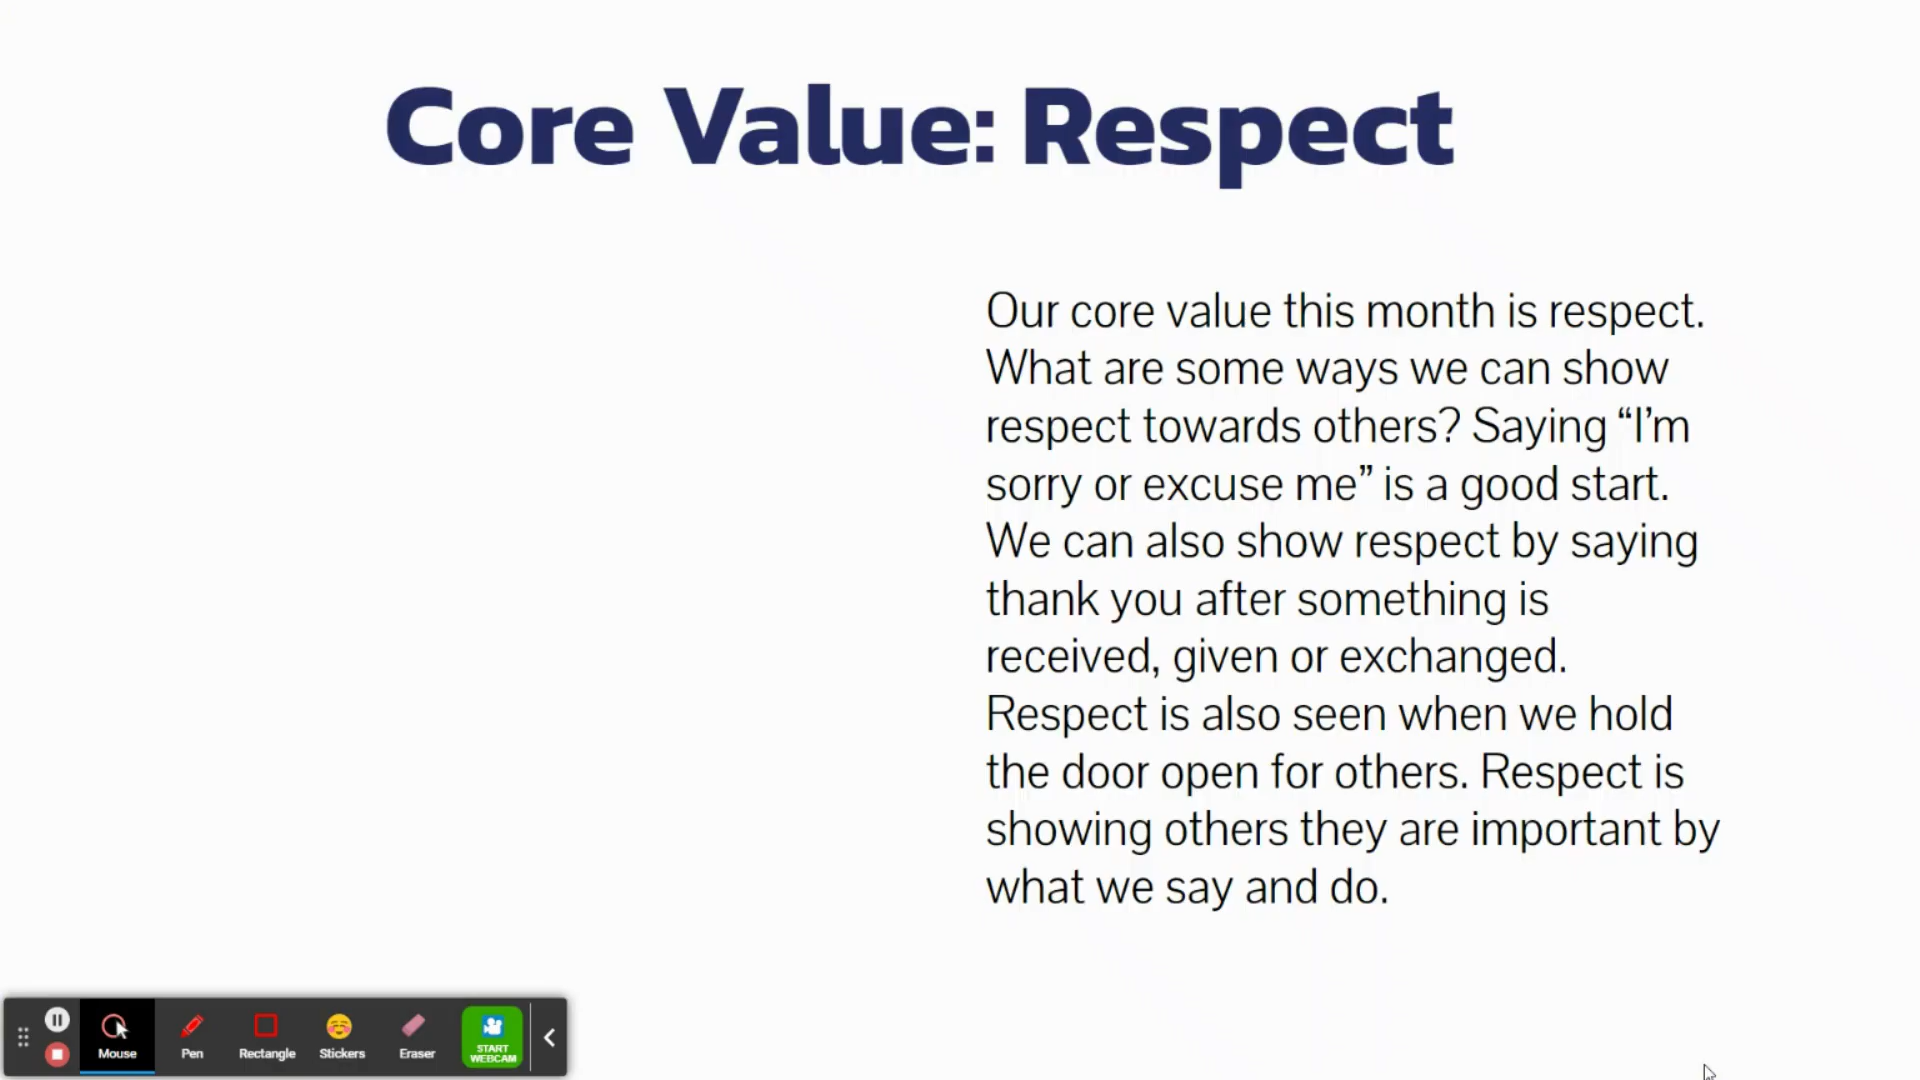 Core Value: Respect
Our core value this month is respect.
What are some ways we can show
respect towards others? Saying “I’m
sorry or excuse me” is a good start.
We can also show respect by saying
thank you after something is
received, given or exchanged.
Respect is also seen when we hold
the door open for others. Respect is
showing others they are important by
what we say and do.
Mouse
Pen
Rectangle
Stickers
Eraser
START
WEBCAM